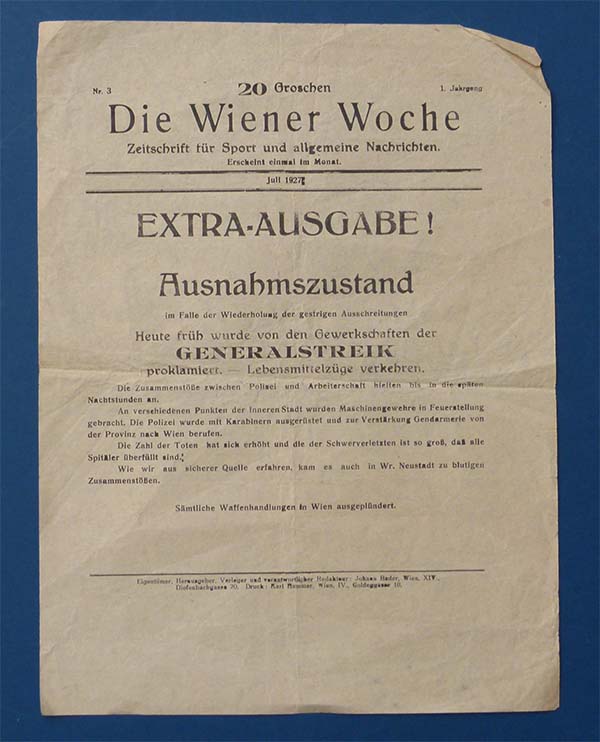 Nr. 3
20 Groschen
1. Jahrgang
Die Wiener Woche
Zeitschrift für Sport und allgemeine Nachrichten.
Erscheint einmal im Monat.
Juli 1927
EXTRA-AUSGABE!
Ausnahmszustand
im Falle der Wiederholung der gestrigen Ausschreitungen
Heute früh wurde von den Gewerkschaften der
GENERALSTREIK
proklamiert. — Lebensmittelzüge verkehren.
Die Zusammenstöße zwischen Polizei und Arbeiterschaft hielten bis in die späten
Nachtstunden an.
An verschiedenen Punkten der Inneren Stadt wurden Maschinengewehre in Feuerstellung
gebracht. Die Polizei wurde mit Karabinern ausgerüstet und zur Verstärkung Gendarmerie von
der Provinz nach Wien berufen.
Die Zahl der Toten hat sich erhöht und die der Schwerverletzten ist so groß, daß alle
Spitäler überfüllt sind.
Wie wir aus sicherer Quelle erfahren, kam es auch in Wr. Neustadt zu blutigen
Zusammenstößen.
Sämtliche Waffenhandlungen in Wien ausgeplündert.
Eigentümer, Herausgeber, Verleger und verantwortlicher Redakteur: Johann Bader, Wien, XIV.,
Diefenbachgasse 20. Druck: Karl Wien, IV., Goldeggasse 10.